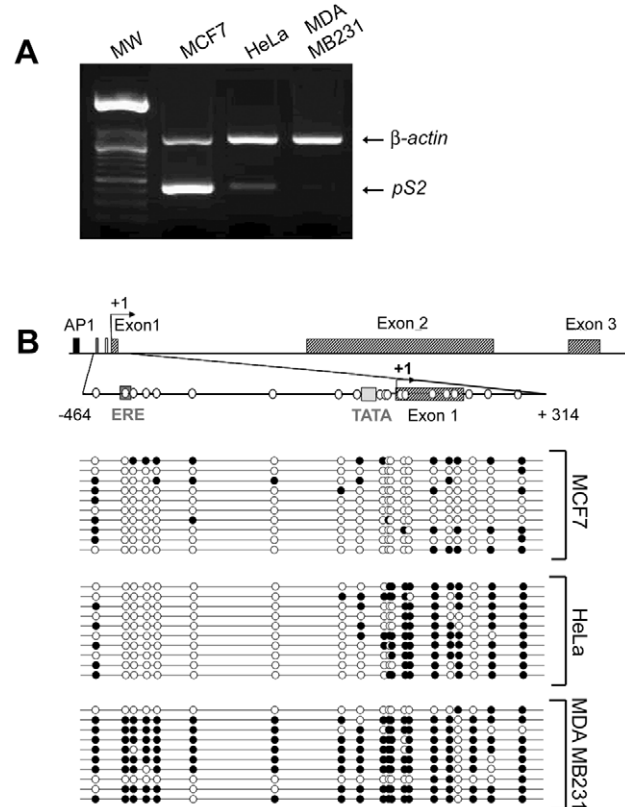 A
MW
MCF7
HeLa
MDA
MB231
β-actin
pS2
B
+1
AP1
Exon1
Exon 2
Exon 3
+1
-464
ERE
TATA
Exon 1
+ 314
MCF7
HeLa
MDA MB231